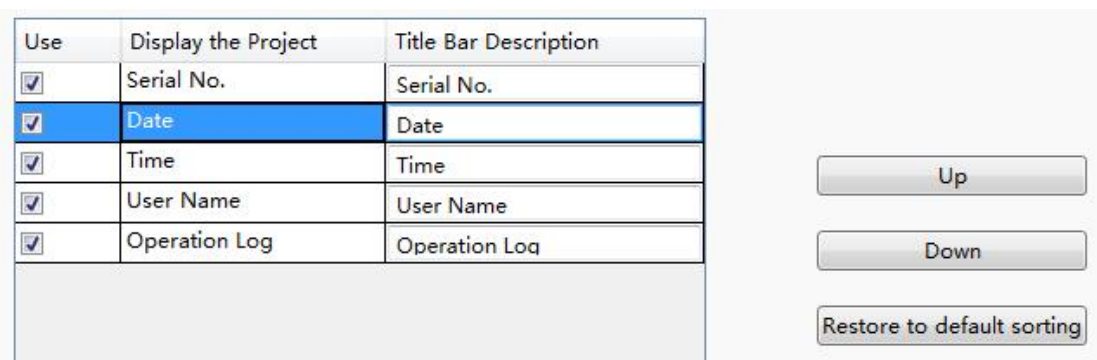 Use Display the Project Title Bar Description
Serial No. Serial No.
Date Date
Time Time
User Name User Name
Operation Log Operation Log
Up
Down
Restore to default sorting